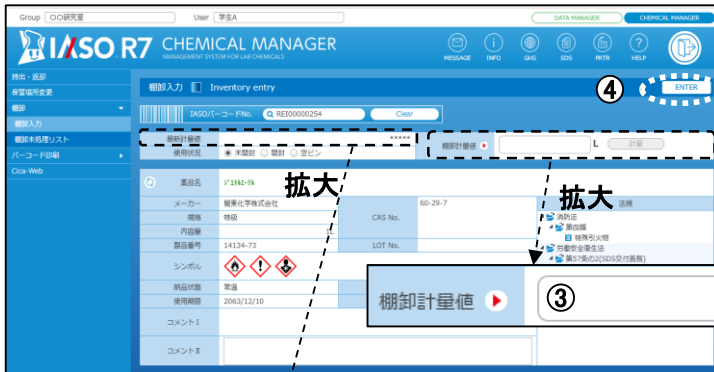 Group 〇〇研究室 User 学生A DATA MANAGER CHEMICAL MANAGER
IASO R7 CHEMICAL MANAGER
MANAGEMENT SYSTEM FOR LAB CHEMICALS
MESSAGE INFO GHS SDS PRTR HELP
持出・返却
保管場所変更
棚卸
棚卸入力
棚卸未処理リスト
バーコード印刷
Cica-Web
棚卸入力 Inventory entry
④ ENTER
IASOバーコードNo. REI00000254 Clear
最新計量値 *****
使用状況 未開封 開封 空ビン
棚卸計量値 L 計量
拡大
拡大
薬品名 ジエチルエーテル
メーカー 関東化学株式会社
規格 特級
内容量 1L
製品番号 14134-73
CAS No. 60-29-7
LOT No.
シンボル
納品状態 常温
使用期限 2063/12/10
コメントⅠ
コメントⅡ
法規
消防法
第四類
特殊引火物
労働安全衛生法
第57条の2(SDS交付義務)
棚卸計量値 ③